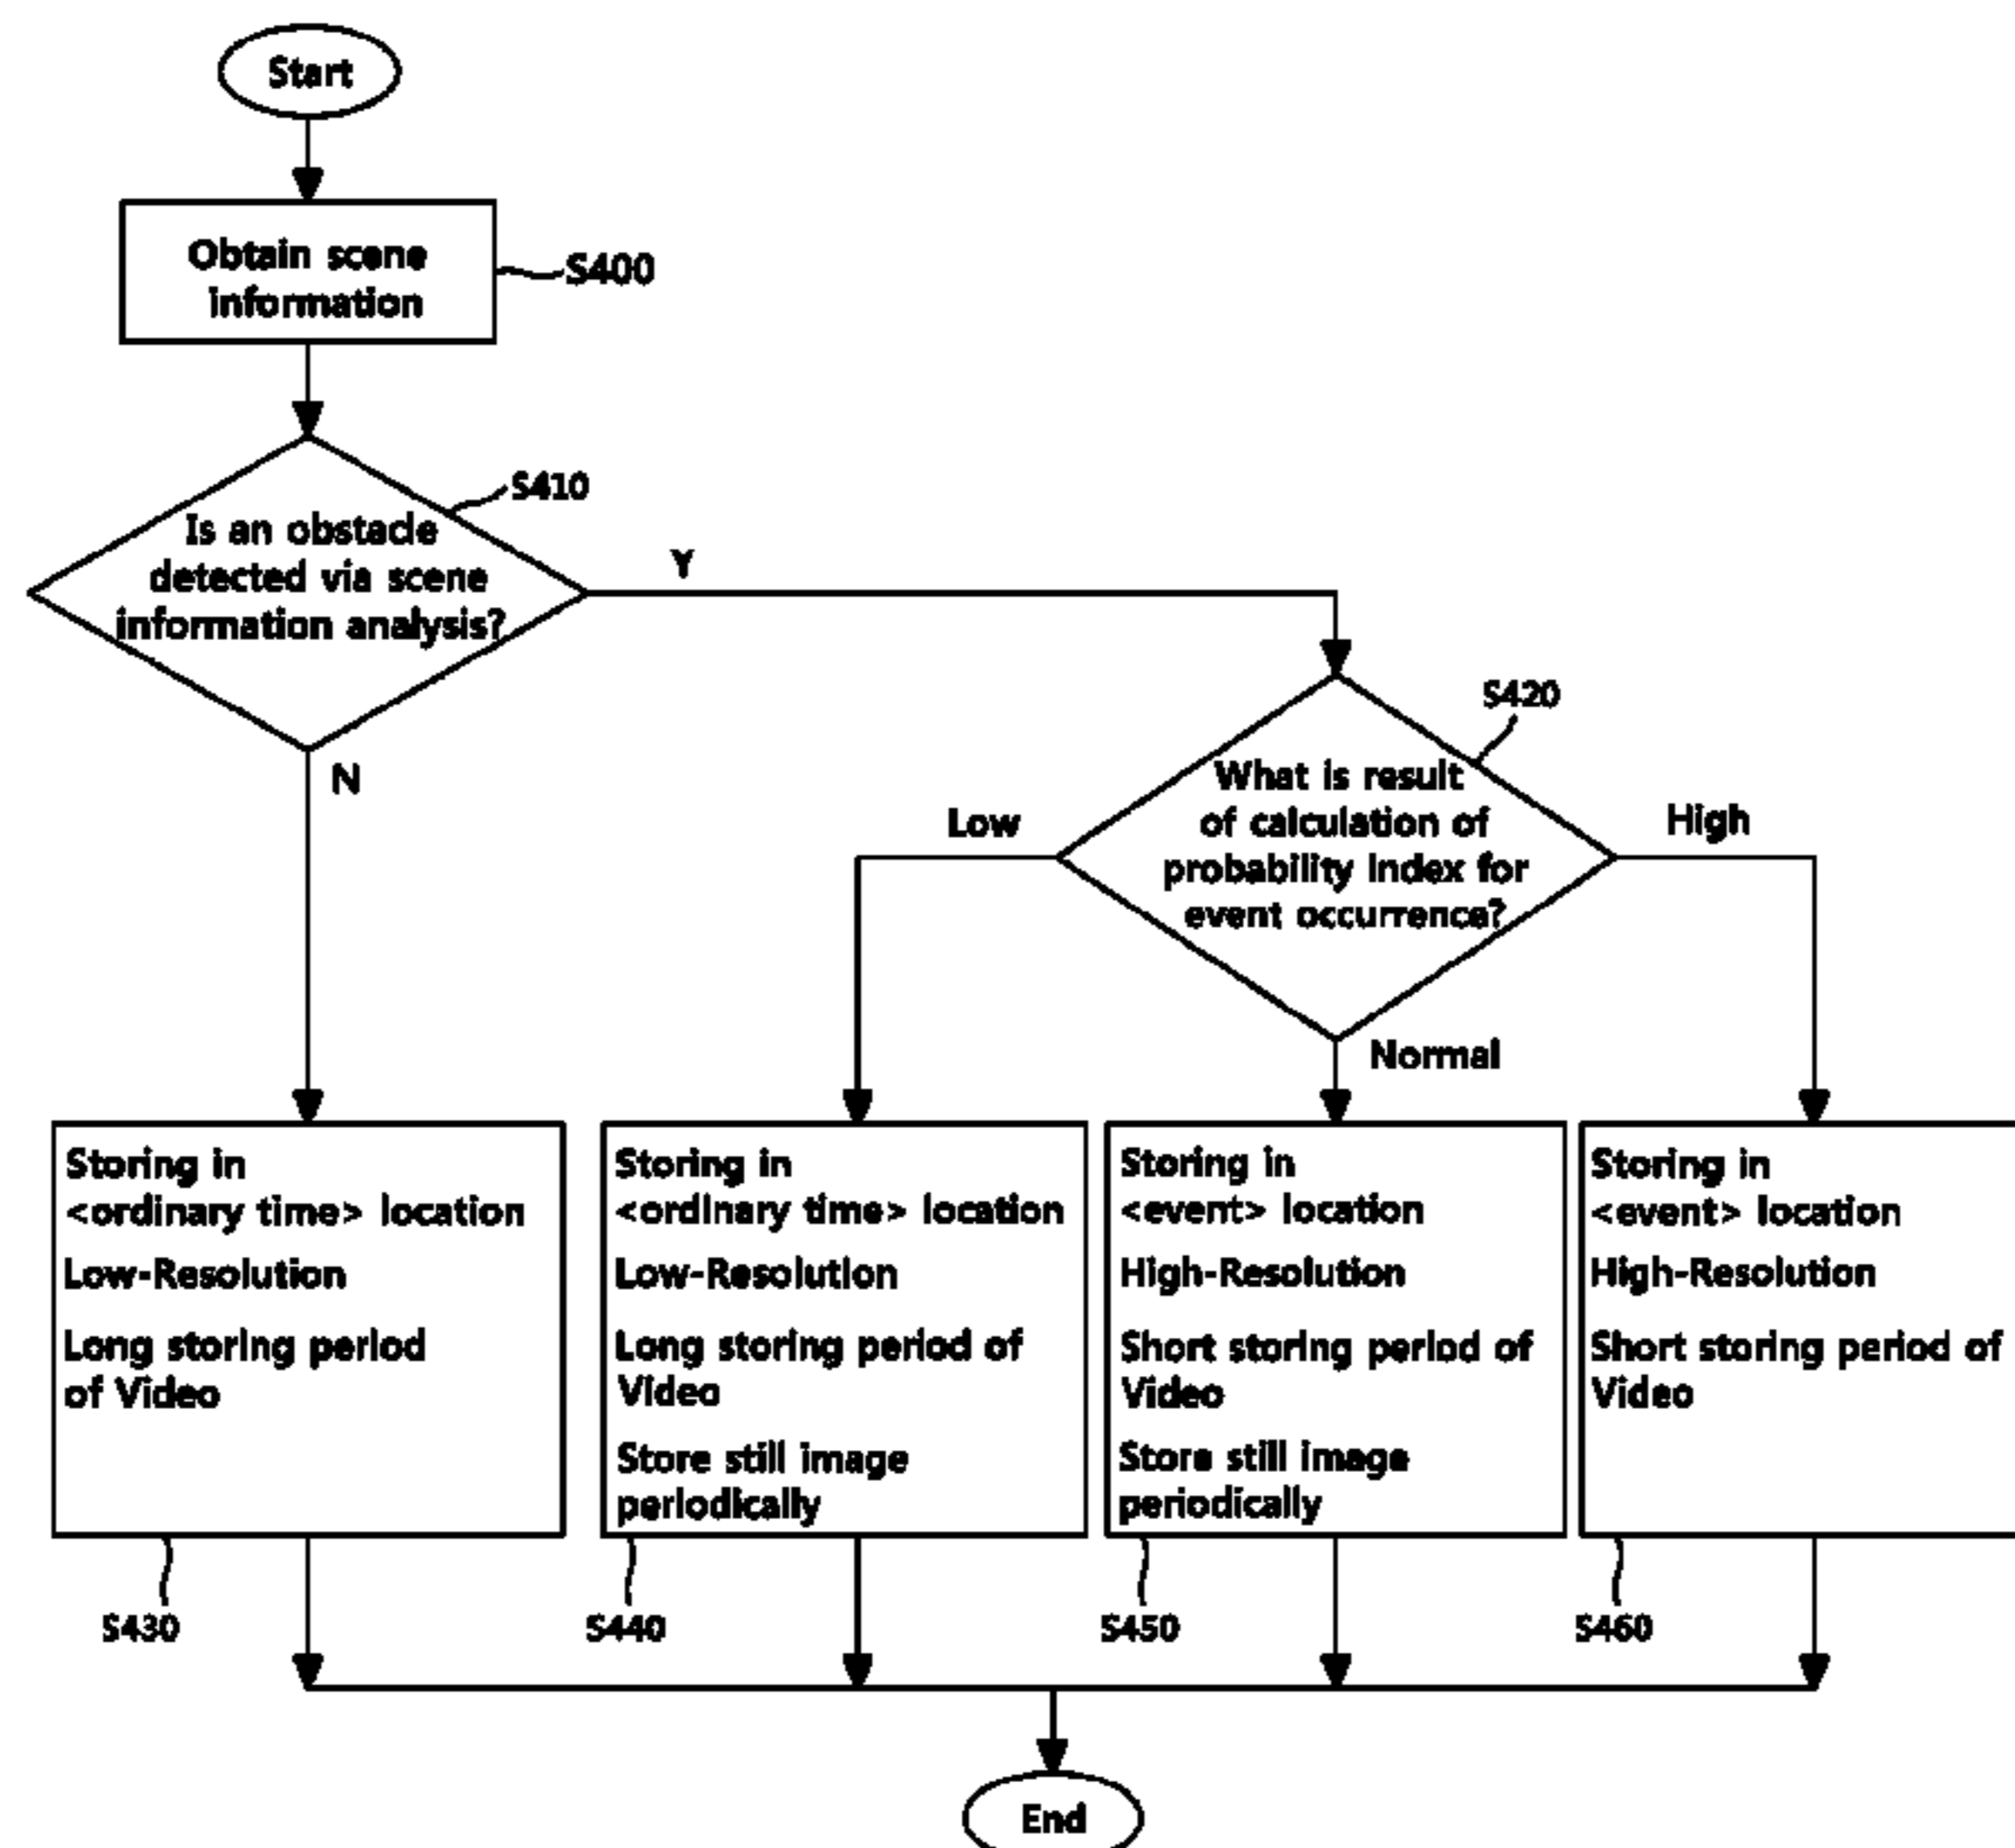 Start
Obtain scene
information
S400
S410
Is an obstacle
detected via scene
information analysis?
Y
N
S420
What is result
of calculation of
probability index for
event occurrence?
Low
High
Normal
Storing in
<ordinary time> location
Low-Resolution
Long storing period
of Video
Storing in
<ordinary time> location
Low-Resolution
Long storing period of
Video
Store still image
periodically
Storing in
<event> location
High-Resolution
Short storing period of
Video
Store still image
periodically
Storing in
<event> location
High-Resolution
Short storing period of
Video
S430
S440
S450
S460
End